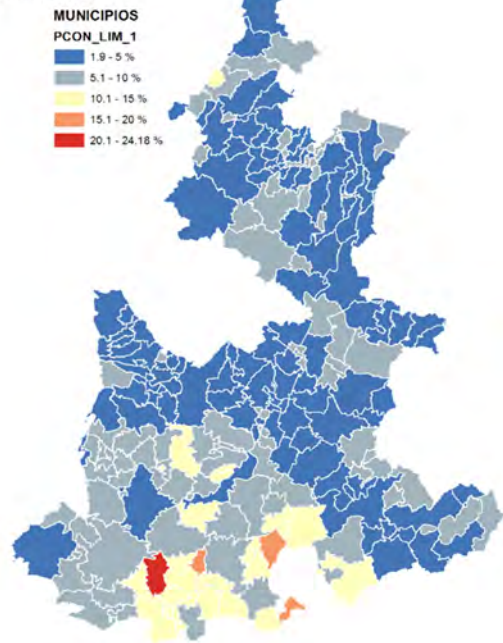 MUNICIPIOS
PCON_LIM_1
1.9 - 5 %
5.1 - 10 %
10.1 - 15 %
15.1 - 20 %
20.1 - 24.18 %